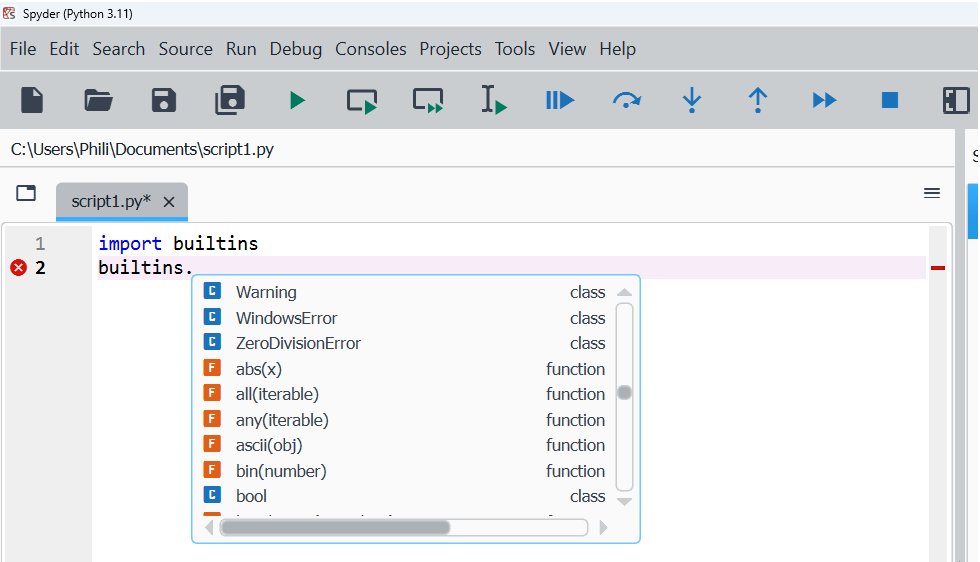 Spyder (Python 3.11)
File Edit Search Source Run Debug Consoles Projects Tools View Help
C:\Users\Phili\Documents\script1.py
S
script1.py*
1 import builtins
2 builtins.
C Warning class
C WindowsError class
C ZeroDivisionError class
F abs(x) function
F all(iterable) function
F any(iterable) function
F ascii(obj) function
F bin(number) function
C bool class